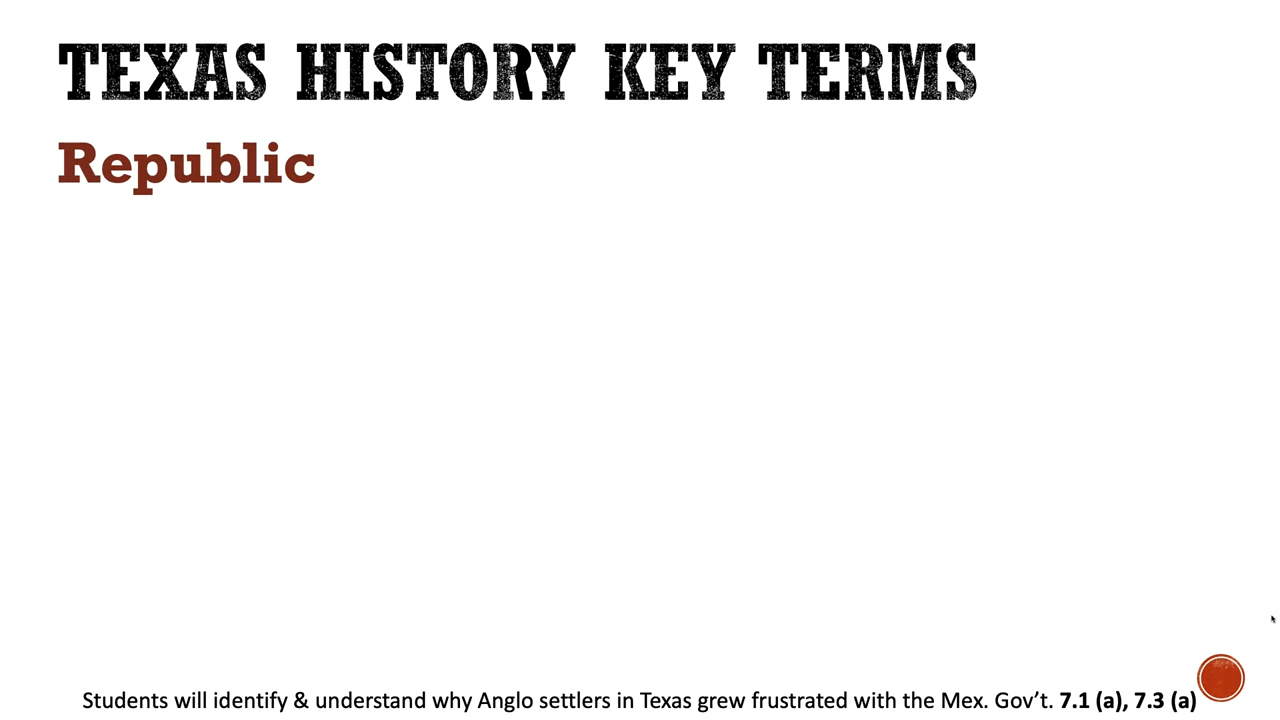 TEXAS HISTORY KEY TERMS
Republic
Students will identify & understand why Anglo settlers in Texas grew frustrated with the Mex. Gov’t. 7.1 (a), 7.3 (a)